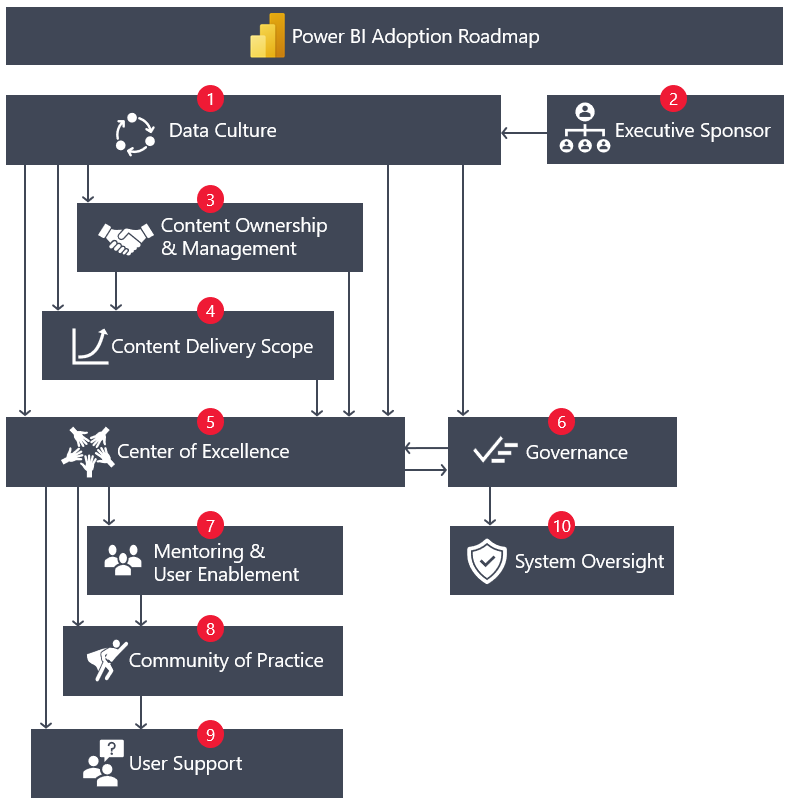 Power BI Adoption Roadmap
1
Data Culture
2
Executive Sponsor
3
Content Ownership
& Management
4
Content Delivery Scope
5
Center of Excellence
6
Governance
7
Mentoring &
User Enablement
10
System Oversight
8
Community of Practice
9
?
User Support